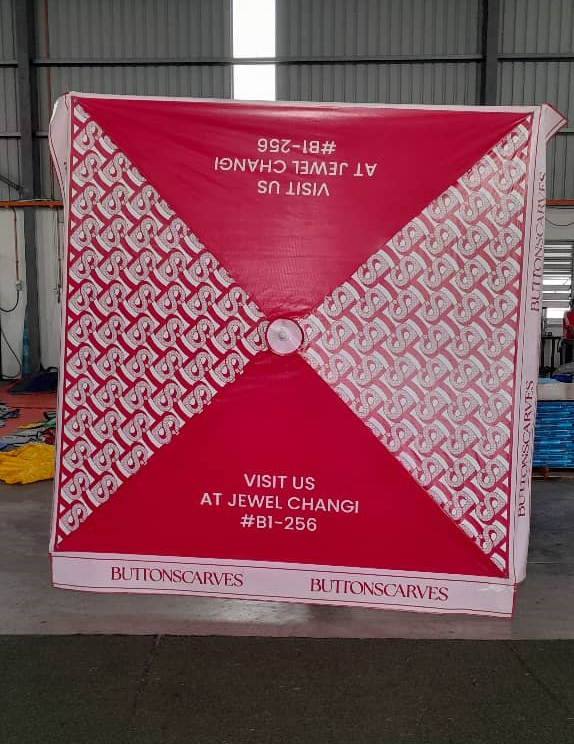 VISIT US
AT JEWEL CHANGI
#B1-256
VISIT US
AT JEWEL CHANGI
#B1-256
BUTTONSCARVES BUTTONSCARVES
BUTTONSCARVES
BUTTONSCARVES